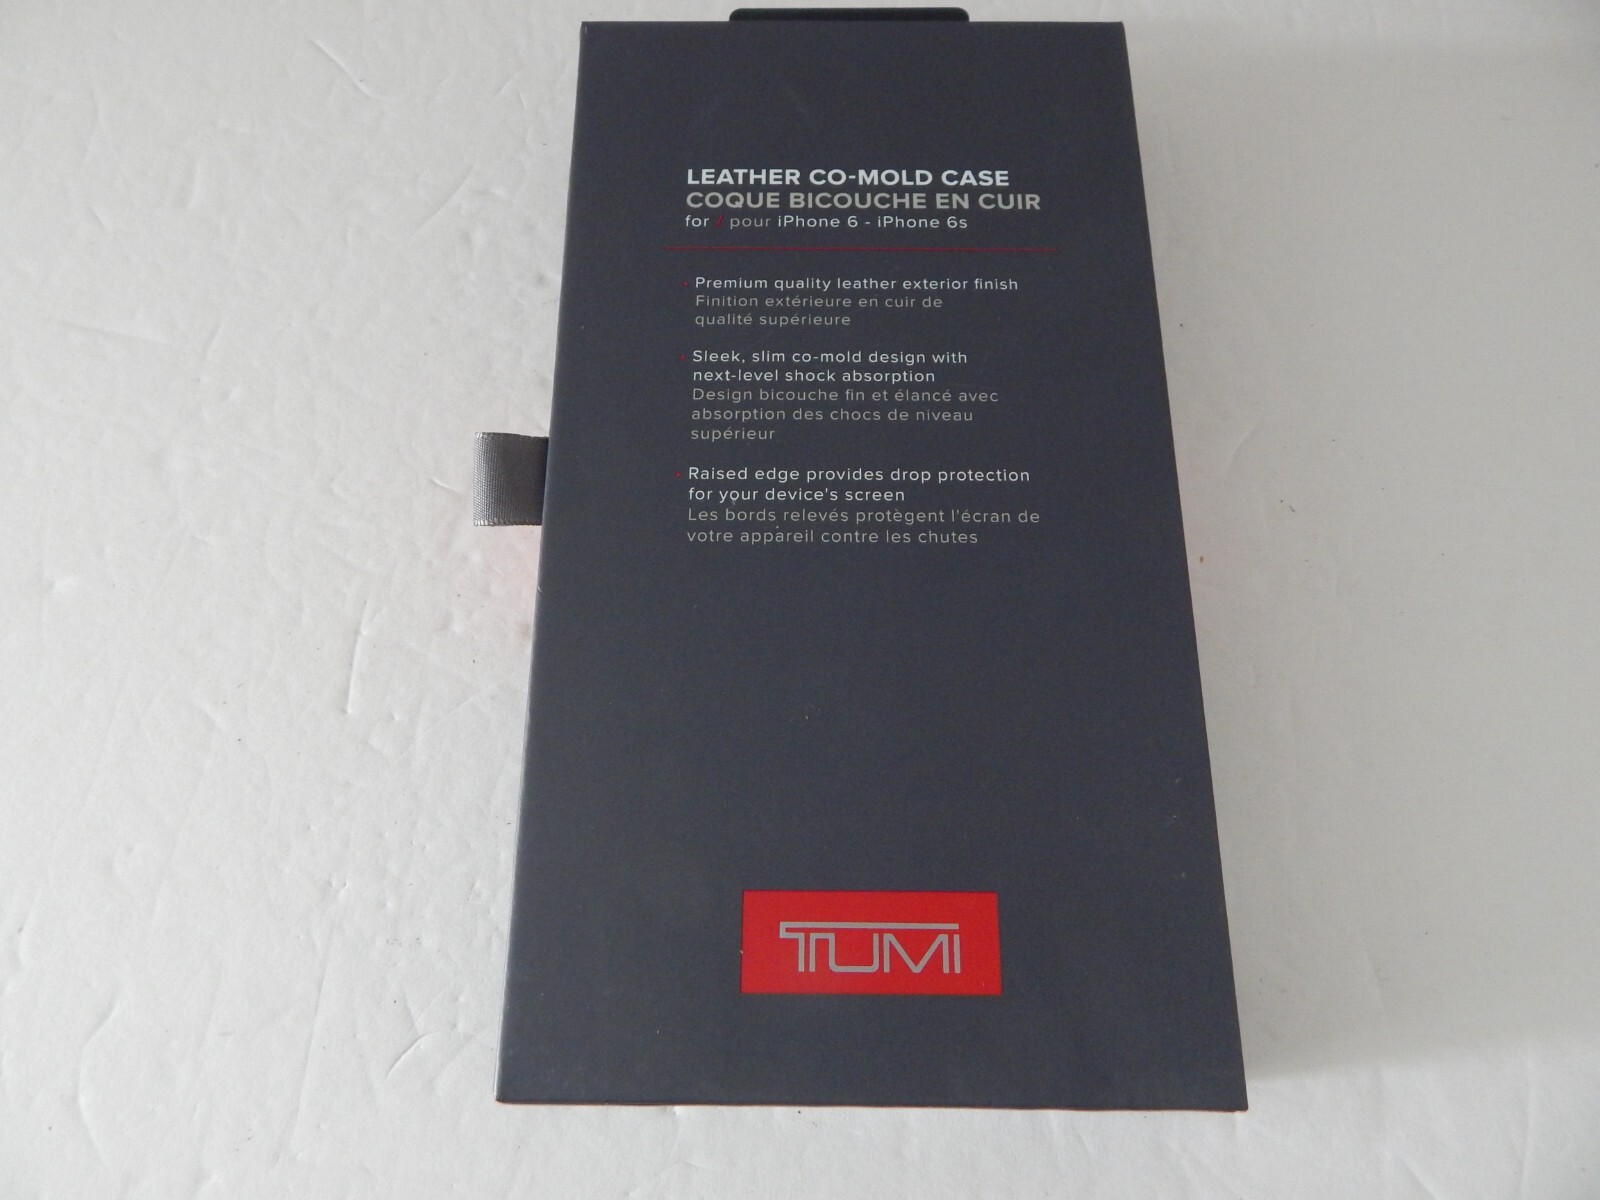 LEATHER CO-MOLD CASE
COQUE BICOUCHE EN CUIR
for / pour iPhone 6 - iPhone 6s
• Premium quality leather exterior finish
Finition extérieure en cuir de
qualité supérieure
• Sleek, slim co-mold design with
next-level shock absorption
Design bicouche fin et élancé avec
absorption des chocs de niveau
supérieur
• Raised edge provides drop protection
for your device's screen
Les bords relevés protègent l'écran de
votre appareil contre les chutes
TUMI